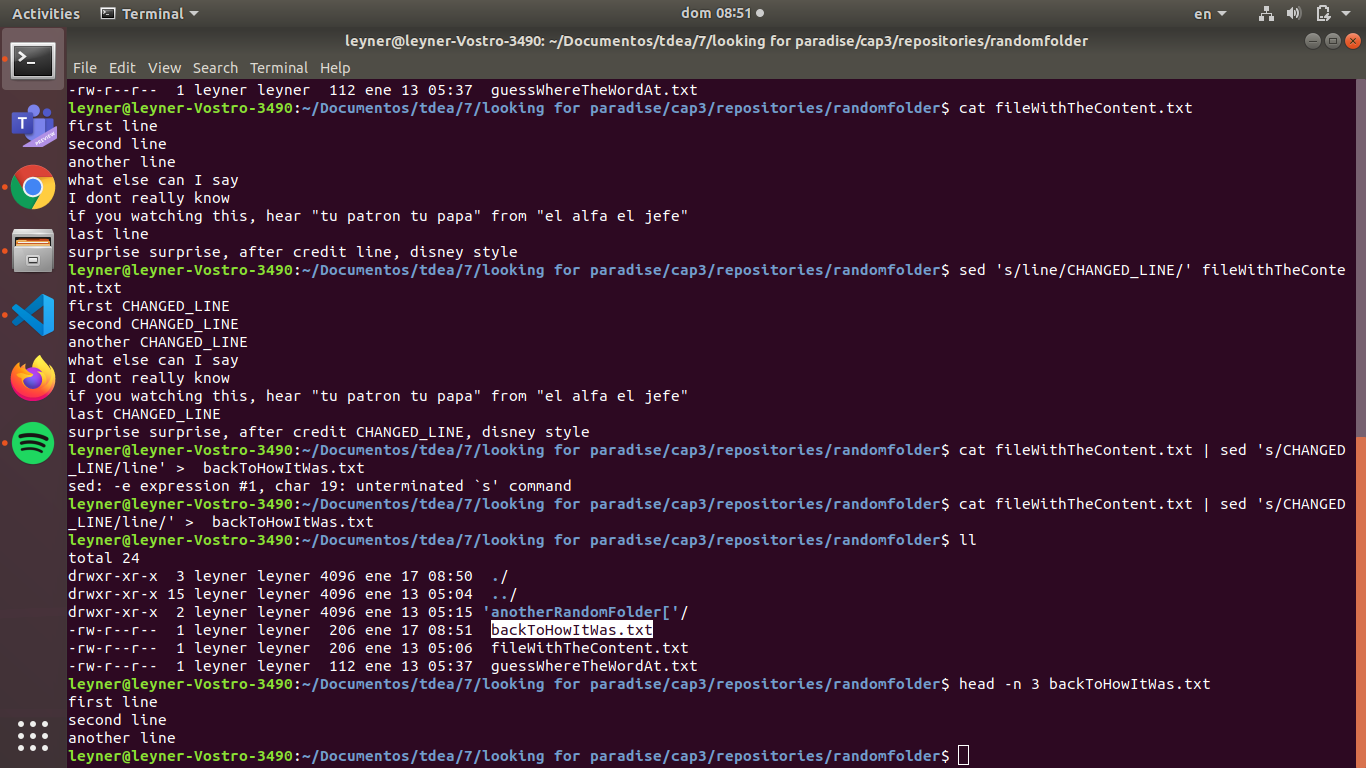 Activities Terminal dom 08:51 en
leyner@leyner-Vostro-3490: ~/Documentos/tdea/7/looking for paradise/cap3/repositories/randomfolder
File Edit View Search Terminal Help
-rw-r--r--  1 leyner leyner  112 ene 13 05:37  guessWhereTheWordAt.txt
leyner@leyner-Vostro-3490:~/Documentos/tdea/7/looking for paradise/cap3/repositories/randomfolder$ cat fileWithTheContent.txt
first line
second line
another line
what else can I say
I dont really know
if you watching this, hear "tu patron tu papa" from "el alfa el jefe"
last line
surprise surprise, after credit line, disney style
leyner@leyner-Vostro-3490:~/Documentos/tdea/7/looking for paradise/cap3/repositories/randomfolder$ sed 's/line/CHANGED_LINE/' fileWithTheConte
nt.txt
first CHANGED_LINE
second CHANGED_LINE
another CHANGED_LINE
what else can I say
I dont really know
if you watching this, hear "tu patron tu papa" from "el alfa el jefe"
last CHANGED_LINE
surprise surprise, after credit CHANGED_LINE, disney style
leyner@leyner-Vostro-3490:~/Documentos/tdea/7/looking for paradise/cap3/repositories/randomfolder$ cat fileWithTheContent.txt | sed 's/CHANGED
_LINE/line' >  backToHowItWas.txt
sed: -e expression #1, char 19: unterminated `s' command
leyner@leyner-Vostro-3490:~/Documentos/tdea/7/looking for paradise/cap3/repositories/randomfolder$ cat fileWithTheContent.txt | sed 's/CHANGED
_LINE/line/' >  backToHowItWas.txt
leyner@leyner-Vostro-3490:~/Documentos/tdea/7/looking for paradise/cap3/repositories/randomfolder$ ll
total 24
drwxr-xr-x  3 leyner leyner 4096 ene 17 08:50  ./
drwxr-xr-x 15 leyner leyner 4096 ene 13 05:04  ../
drwxr-xr-x  2 leyner leyner 4096 ene 13 05:15 'anotherRandomFolder['/
-rw-r--r--  1 leyner leyner  206 ene 17 08:51  backToHowItWas.txt
-rw-r--r--  1 leyner leyner  206 ene 13 05:06  fileWithTheContent.txt
-rw-r--r--  1 leyner leyner  112 ene 13 05:37  guessWhereTheWordAt.txt
leyner@leyner-Vostro-3490:~/Documentos/tdea/7/looking for paradise/cap3/repositories/randomfolder$ head -n 3 backToHowItWas.txt
first line
second line
another line
leyner@leyner-Vostro-3490:~/Documentos/tdea/7/looking for paradise/cap3/repositories/randomfolder$
T
PREVIEW